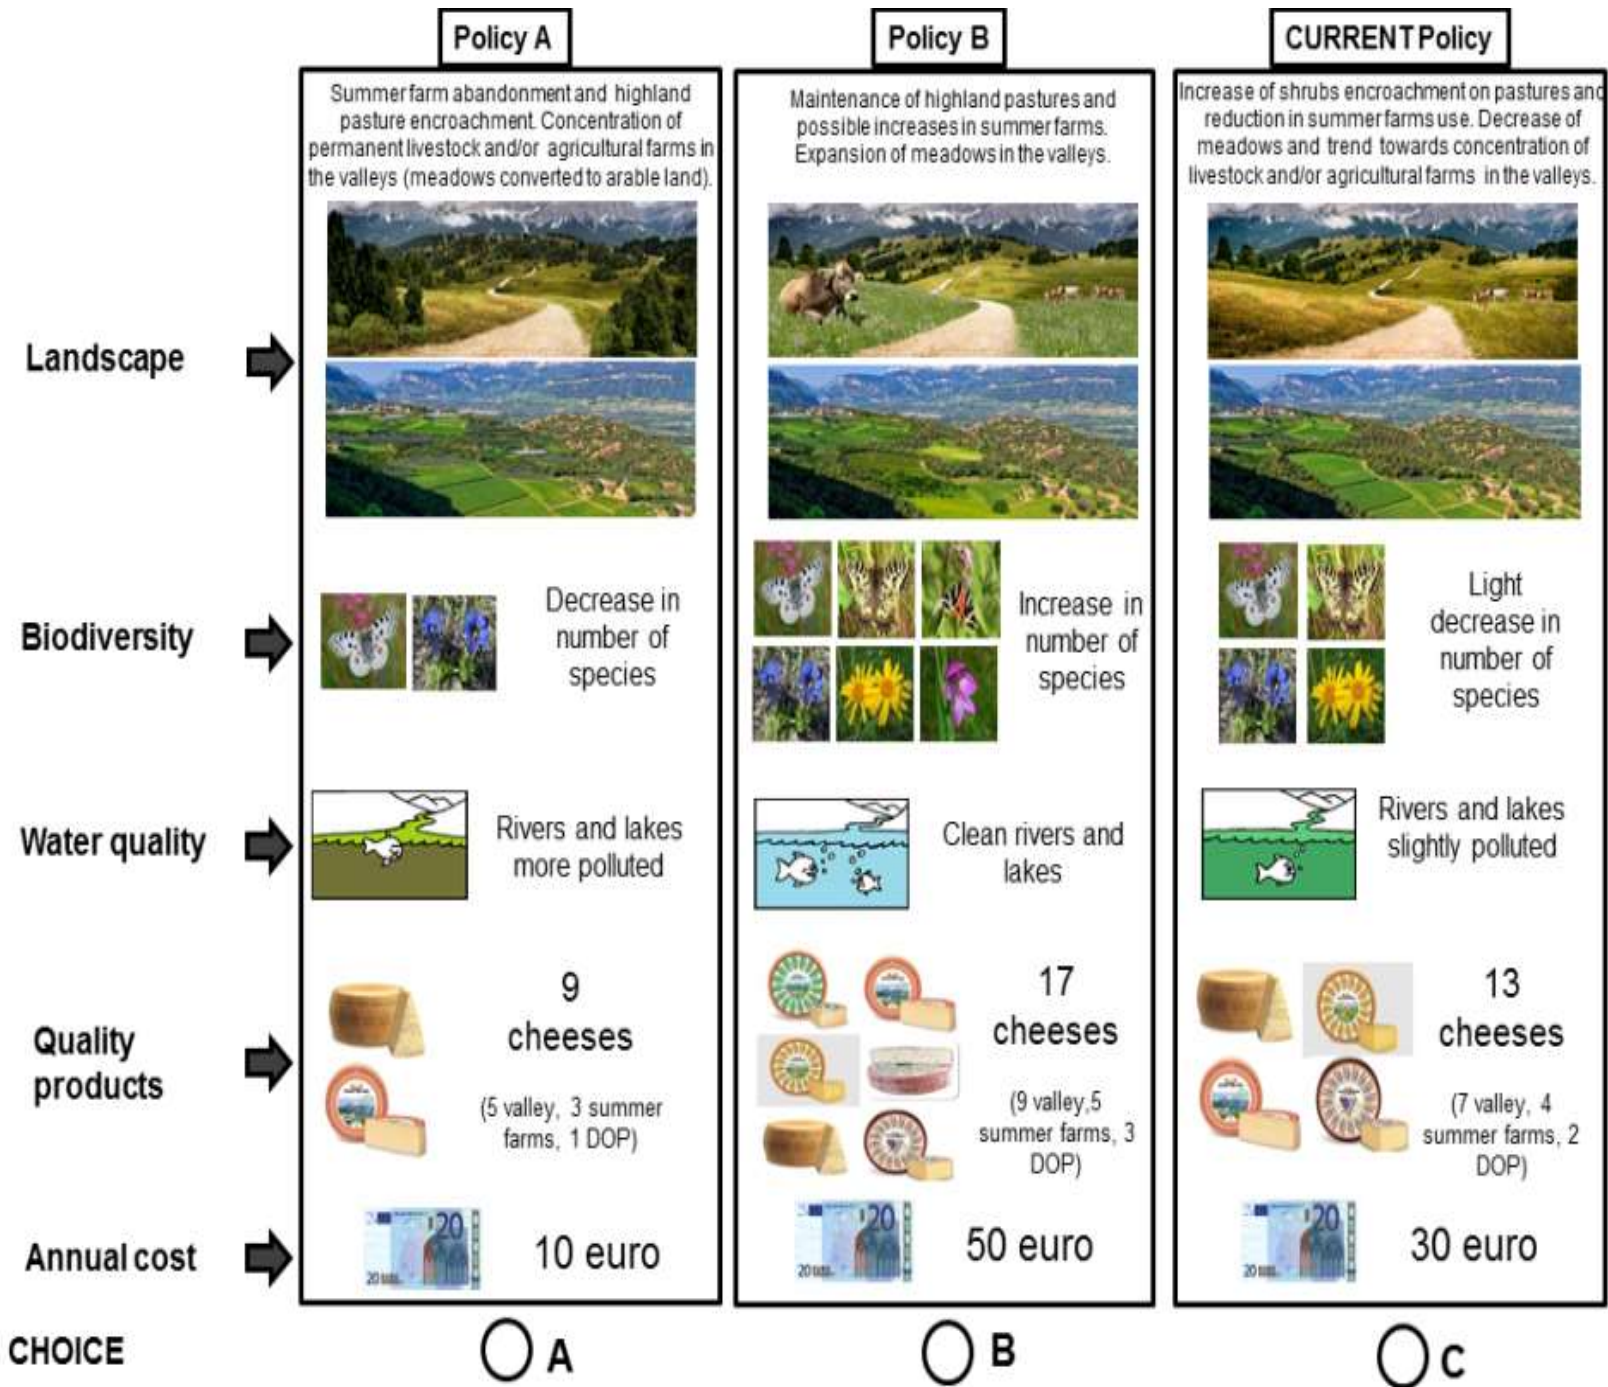 Policy A
Policy B
CURRENT Policy
Summer farm abandonment and highland
pasture encroachment. Concentration of
permanent livestock and/or agricultural farms in
the valleys (meadows converted to arable land).
Maintenance of highland pastures and
possible increases in summer farms.
Expansion of meadows in the valleys.
Increase of shrubs encroachment on pastures and
reduction in summer farms use. Decrease of
meadows and trend towards concentration of
livestock and/or agricultural farms in the valleys.
Landscape
Biodiversity
Decrease in
number of
species
Increase in
number of
species
Light
decrease in
number of
species
Water quality
Rivers and lakes
more polluted
Clean rivers and
lakes
Rivers and lakes
slightly polluted
Quality
products
9
cheeses
(5 valley, 3 summer
farms, 1 DOP)
17
cheeses
(9 valley,5
summer farms, 3
DOP)
13
cheeses
(7 valley, 4
summer farms, 2
DOP)
Annual cost
20
20
10 euro
20
20
50 euro
20
20
30 euro
CHOICE
A
B
C